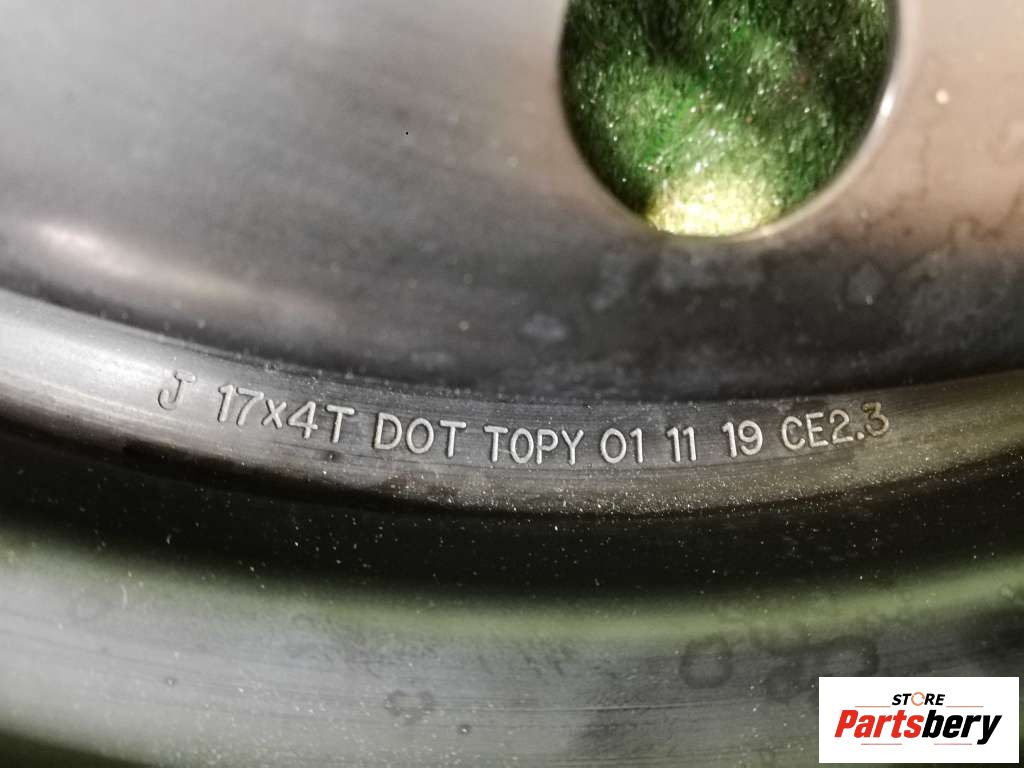 J 17x4T DOT TOPY 01 11 19 CE2.3
STORE
Partsbery